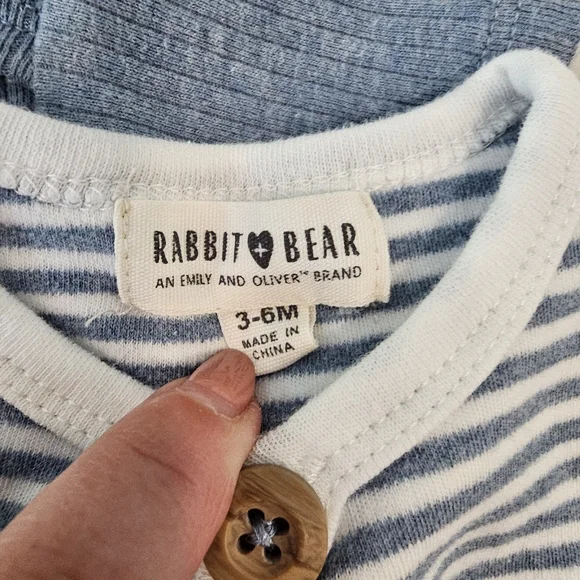 RABBIT + BEAR
AN EMILY AND OLIVER™ BRAND
3-6M
MADE IN
CHINA